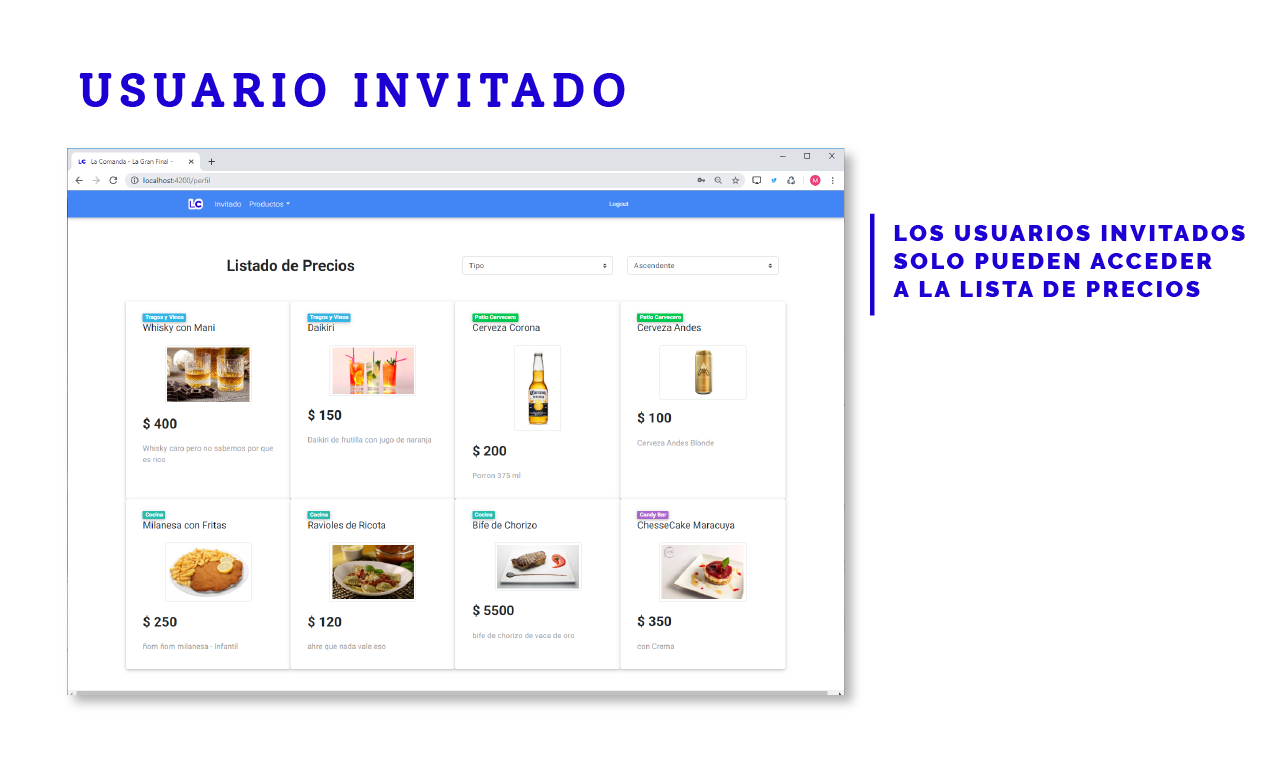 USUARIO INVITADO
LC La Comanda - La Gran Final -
localhost:4200/perfil
M
LC Invitado Productos Logout
LOS USUARIOS INVITADOS
SOLO PUEDEN ACCEDER
A LA LISTA DE PRECIOS
Listado de Precios
Tipo
Ascendente
Tragos y Vinos
Whisky con Mani
$ 400
Whisky caro pero no sabemos por que
es rico
Tragos y Vinos
Daikiri
$ 150
Daikiri de frutilla con jugo de naranja
Patio Cervecero
Cerveza Corona
$ 200
Porron 375 ml
Patio Cervecero
Cerveza Andes
$ 100
Cerveza Andes Blonde
Cocina
Milanesa con Fritas
$ 250
ñom ñom milanesa - Infantil
Cocina
Ravioles de Ricota
$ 120
ahre que nada vale eso
Cocina
Bife de Chorizo
$ 5500
bife de chorizo de vaca de oro
Candy Bar
ChesseCake Maracuya
$ 350
con Crema